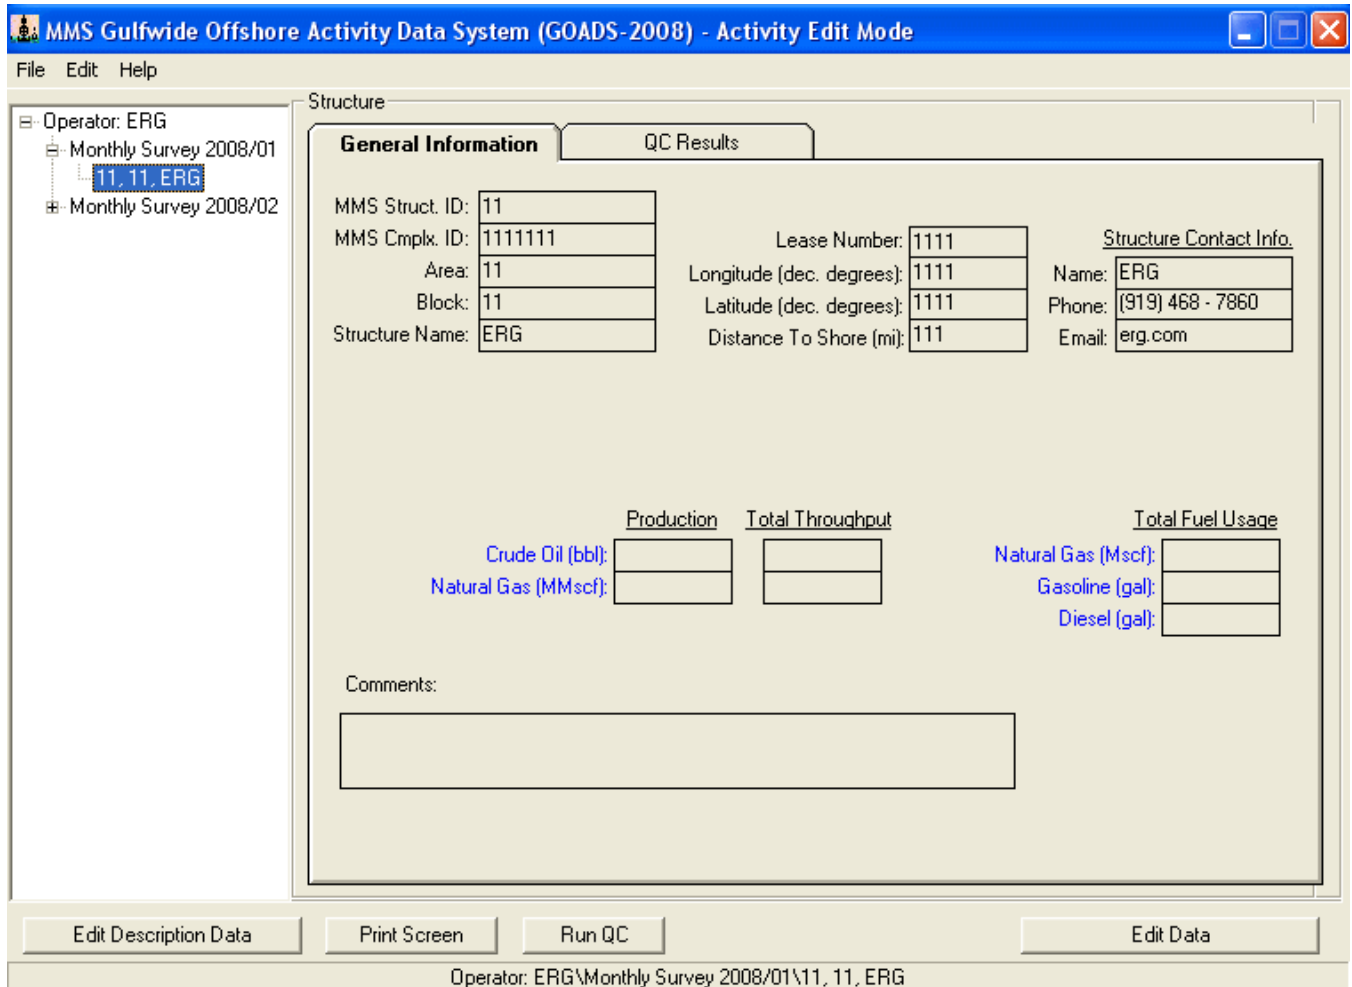 MMS Gulfwide Offshore Activity Data System (GOADS-2008) - Activity Edit Mode
File Edit Help
Operator: ERG
Monthly Survey 2008/01
11, 11, ERG
Monthly Survey 2008/02
Structure
General Information
QC Results
MMS Struct. ID: 11
MMS Cmplx. ID: 1111111
Area: 11
Block: 11
Structure Name: ERG
Lease Number: 1111
Longitude (dec. degrees): 1111
Latitude (dec. degrees): 1111
Distance To Shore (mi): 111
Structure Contact Info.
Name: ERG
Phone: (919) 468 - 7860
Email: erg.com
Production Total Throughput
Crude Oil (bbl):
Natural Gas (MMscf):
Total Fuel Usage
Natural Gas (Mscf):
Gasoline (gal):
Diesel (gal):
Comments:
Edit Description Data Print Screen Run QC Edit Data
Operator: ERG\Monthly Survey 2008/01\11, 11, ERG